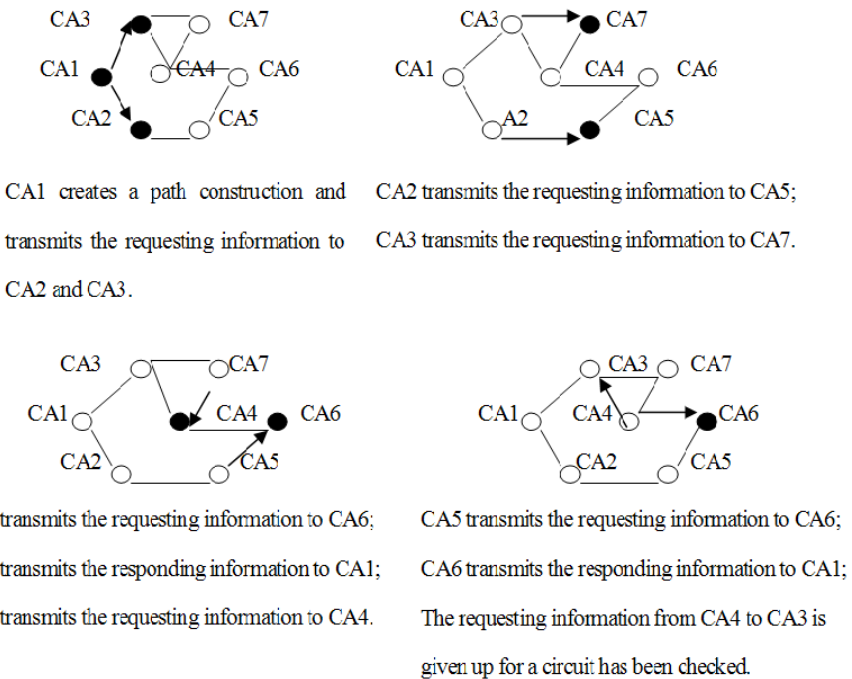 CA3 CA7
CA1 CA4 CA6
CA2 CA5
CA1 creates a path construction and
transmits the requesting information to
CA2 and CA3.
CA3 CA7
CA1 CA4 CA6
A2 CA5
CA2 transmits the requesting information to CA5;
CA3 transmits the requesting information to CA7.
CA3 CA7
CA1 CA4 CA6
CA2 CA5
transmits the requesting information to CA6;
transmits the responding information to CA1;
transmits the requesting information to CA4.
CA3 CA7
CA1 CA4 CA6
CA2 CA5
CA5 transmits the requesting information to CA6;
CA6 transmits the responding information to CA1;
The requesting information from CA4 to CA3 is
given up for a circuit has been checked.